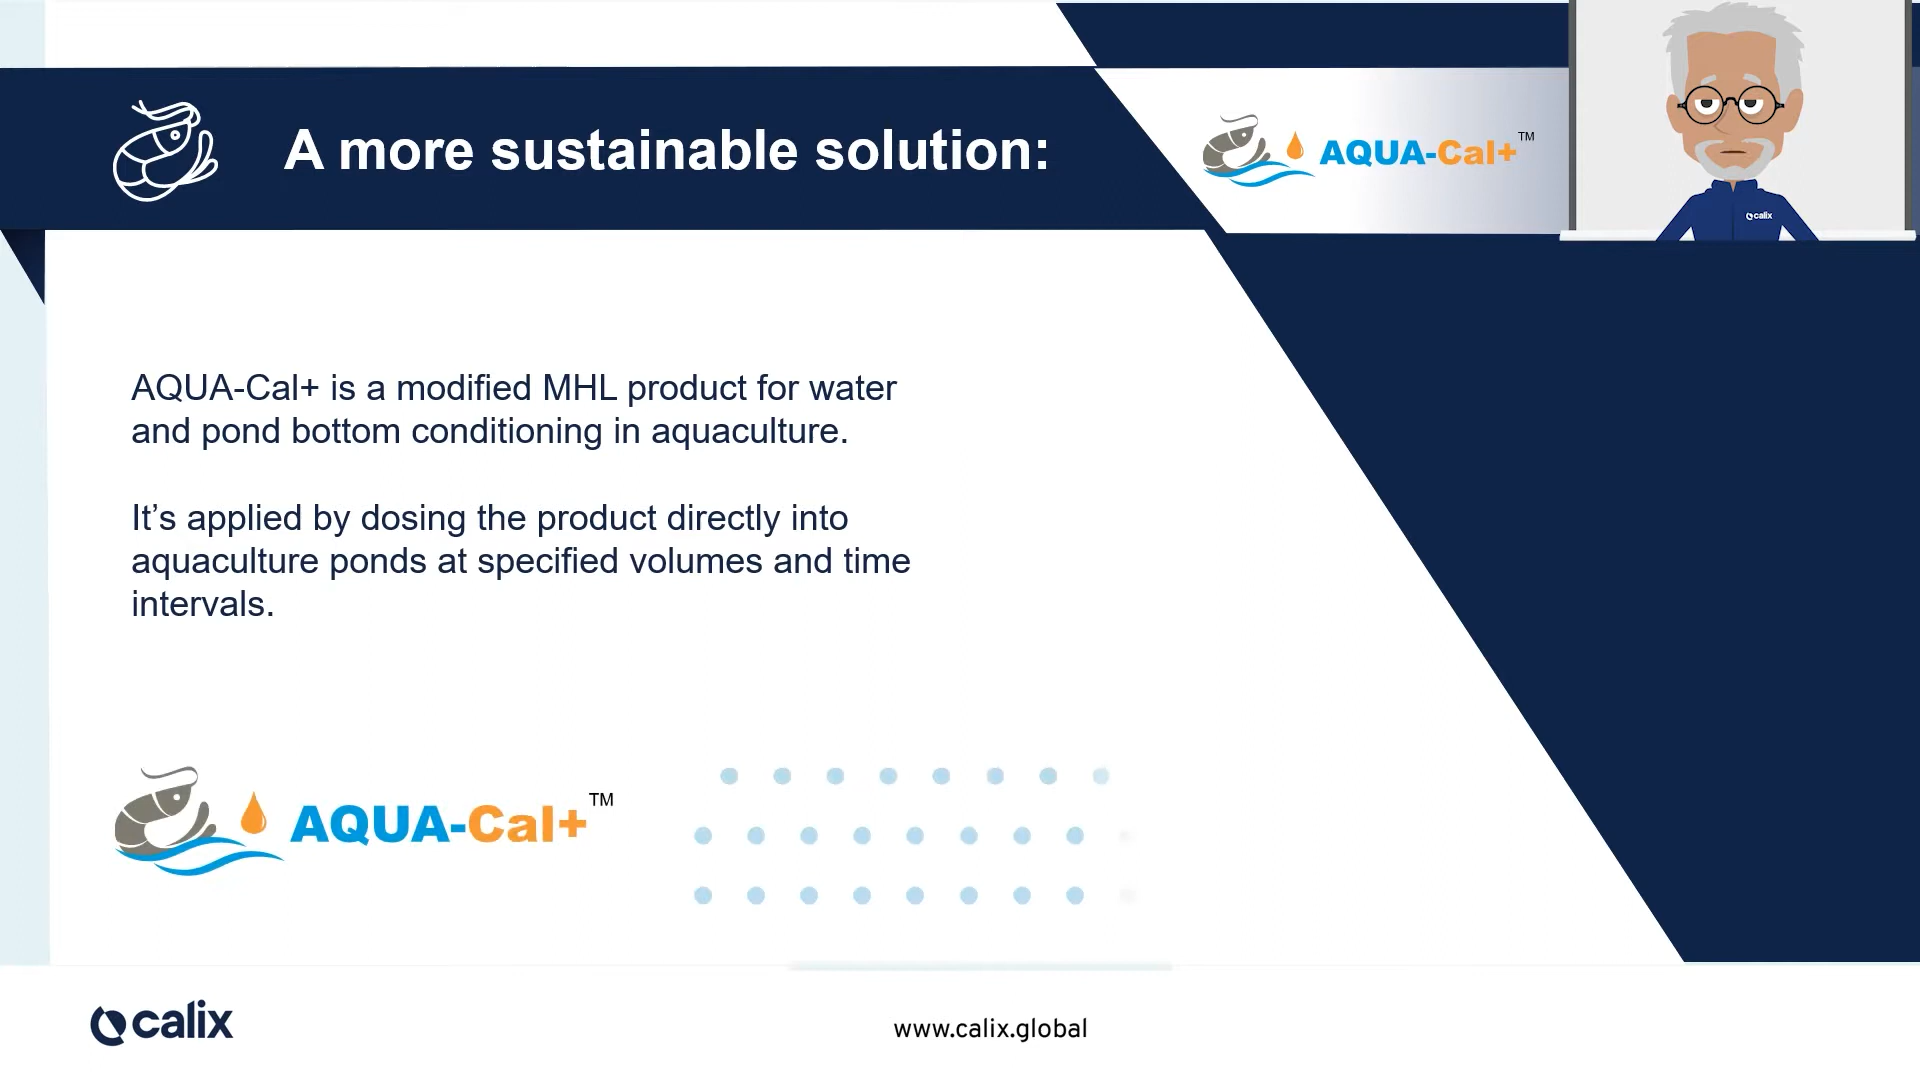 A more sustainable solution:
AQUA-Cal+™
calix
AQUA-Cal+ is a modified MHL product for water
and pond bottom conditioning in aquaculture.
It’s applied by dosing the product directly into
aquaculture ponds at specified volumes and time
intervals.
AQUA-Cal+™
calix
www.calix.global